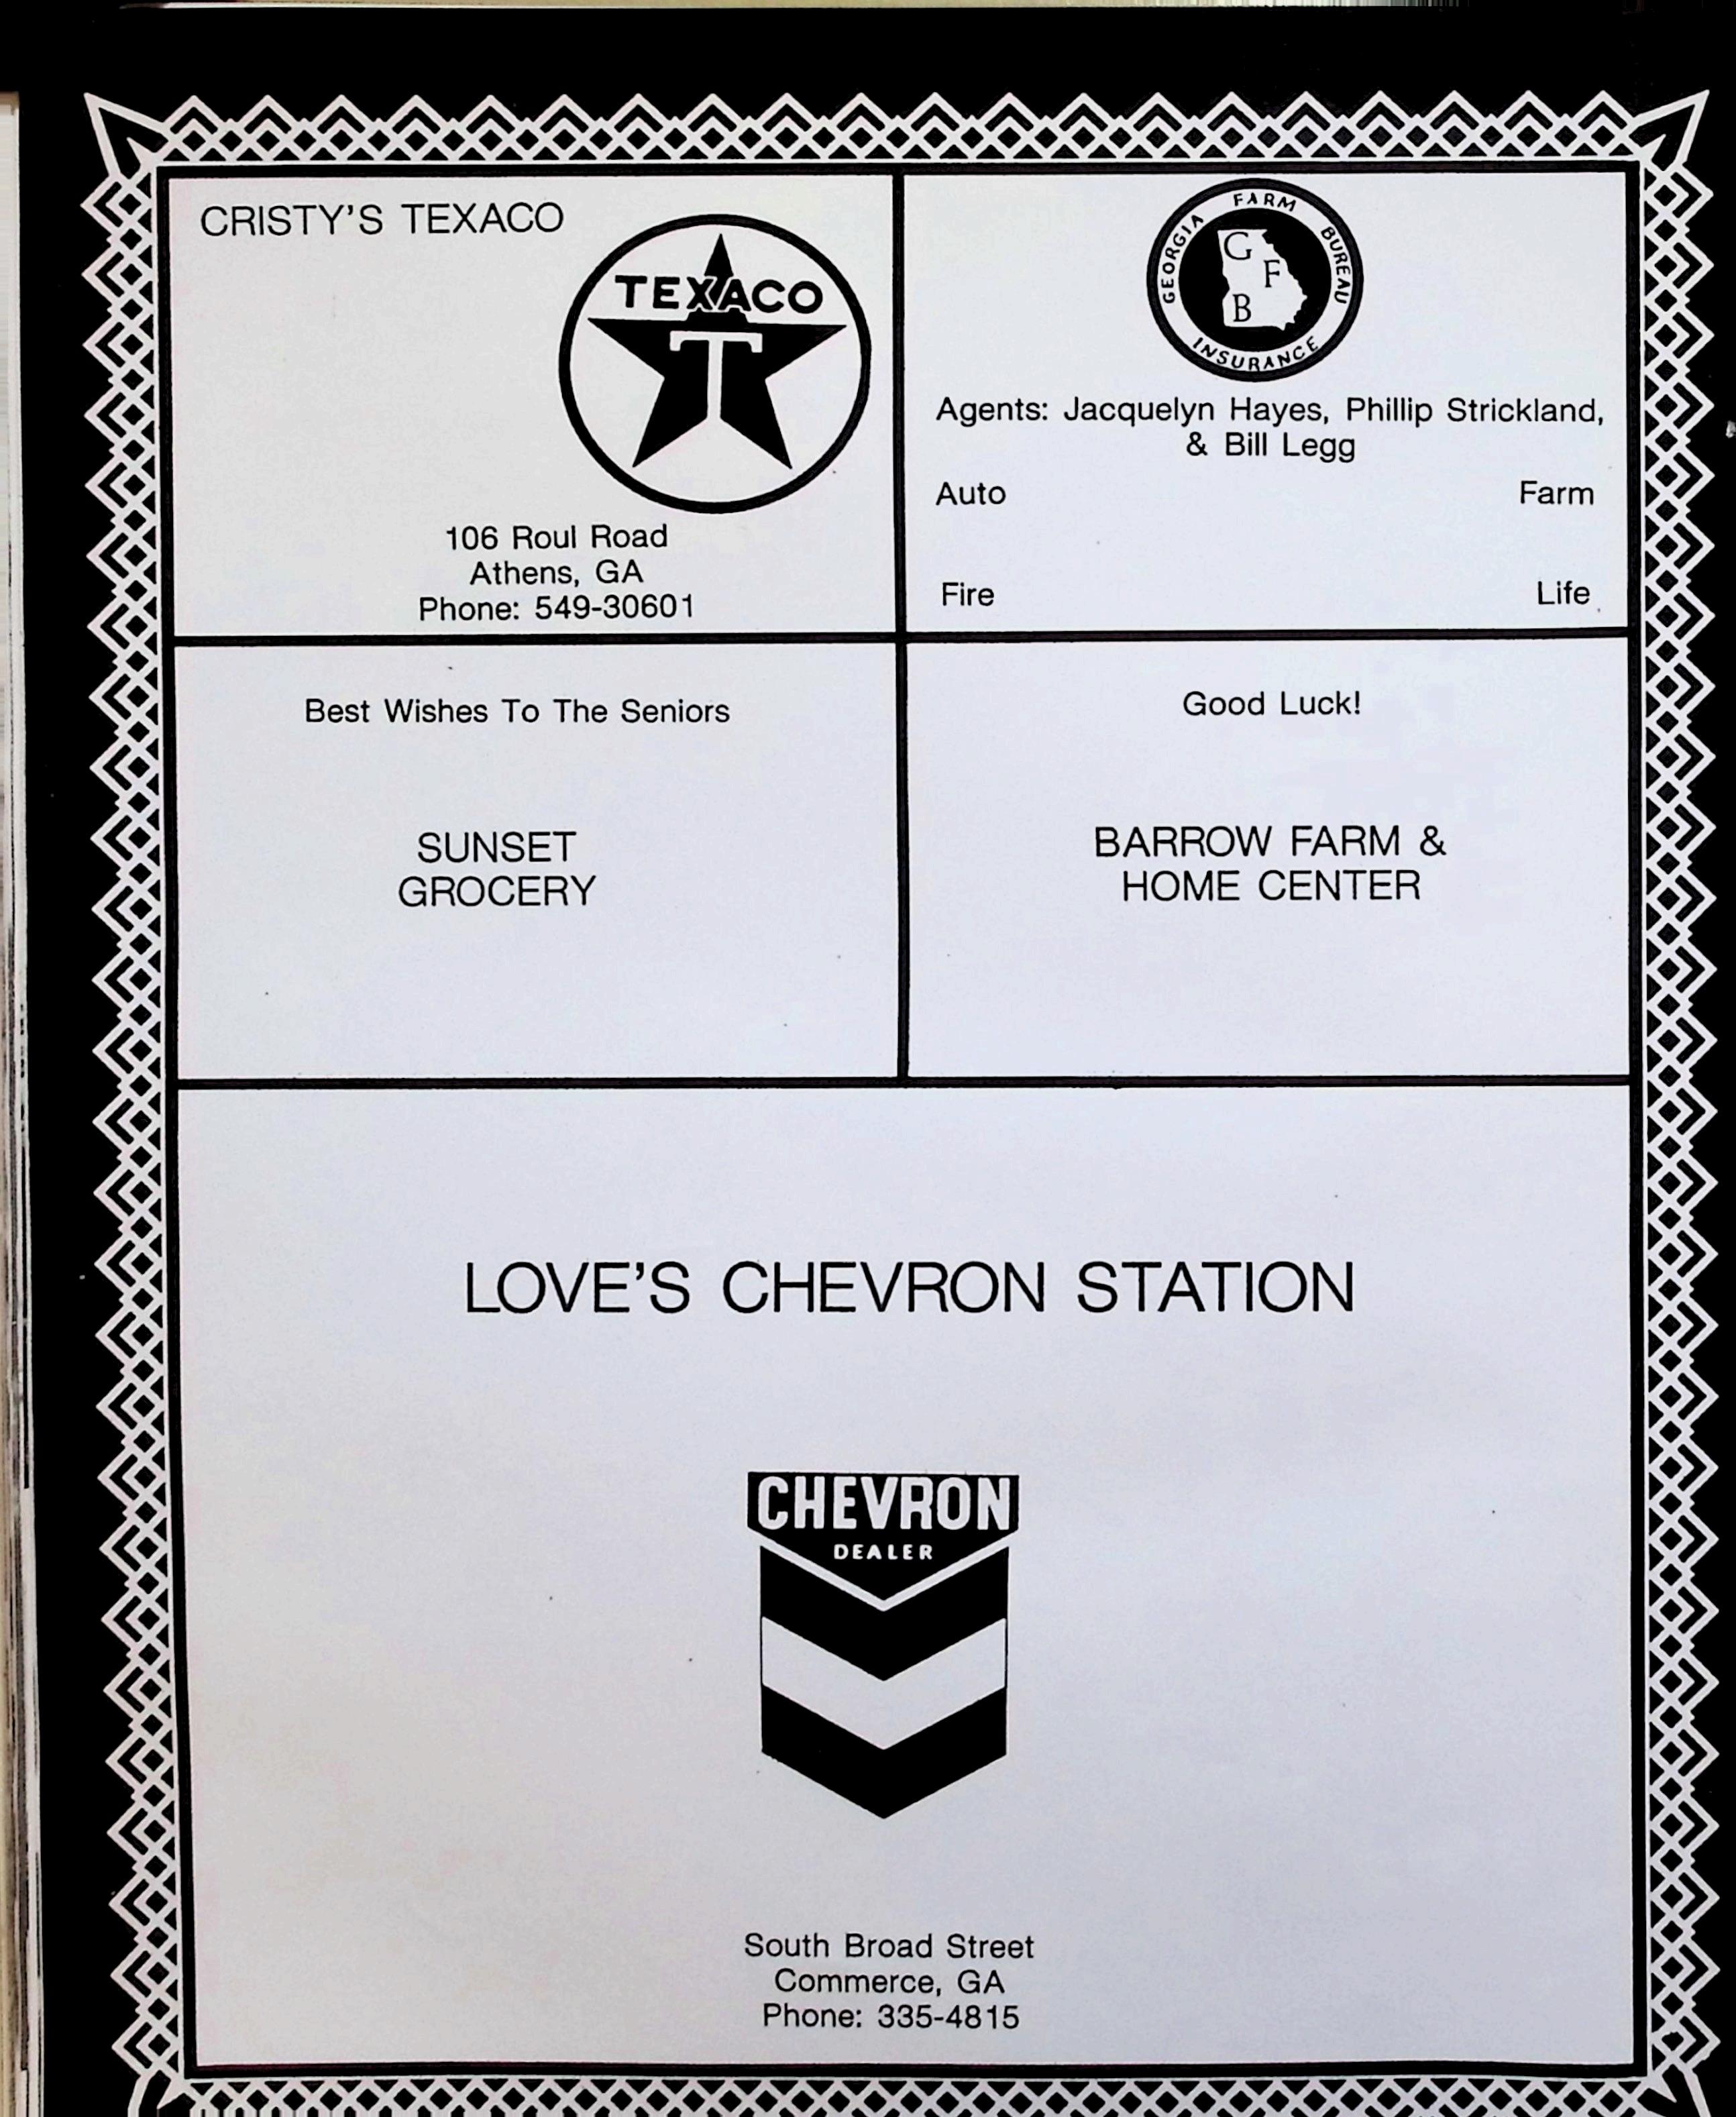 CRISTY'S TEXACO
TEXACO
T
106 Roul Road
Athens, GA
Phone: 549-30601
GEORGIA FARM BUREAU
INSURANCE
G
F
B
Agents: Jacquelyn Hayes, Phillip Strickland,
& Bill Legg
Auto Farm
Fire Life
Best Wishes To The Seniors
SUNSET
GROCERY
Good Luck!
BARROW FARM &
HOME CENTER
LOVE'S CHEVRON STATION
CHEVRON
DEALER
South Broad Street
Commerce, GA
Phone: 335-4815